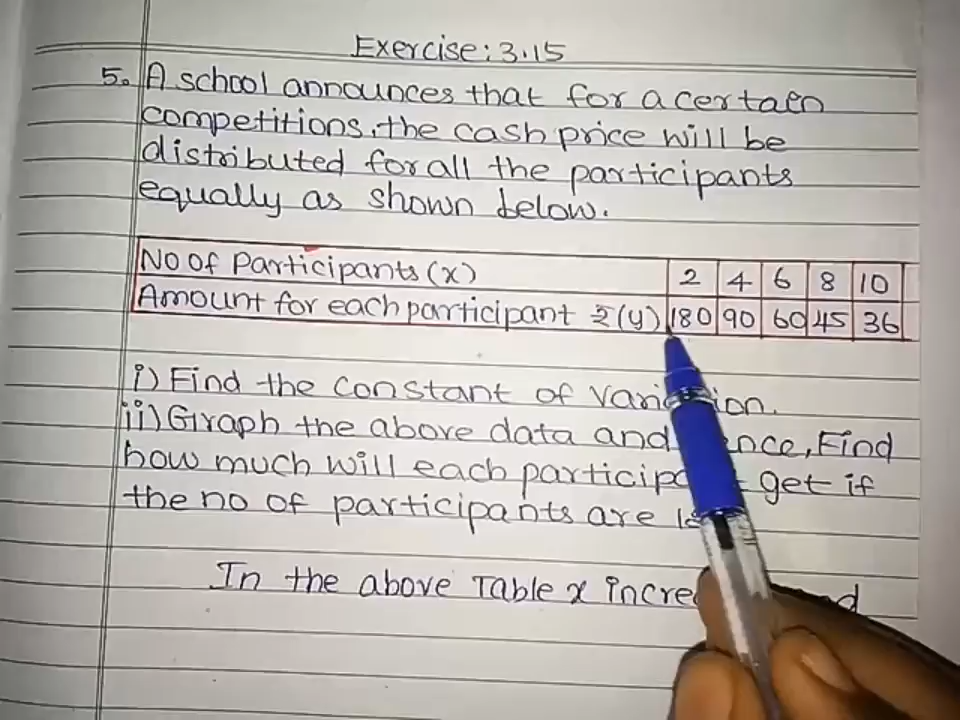 Exercise: 3.15
5. A school announces that for a certain
competitions, the cash price will be
distributed for all the participants
equally as shown below.
No Of Participants (x) 2 4 6 8 10
Amount for each participant ₹(y) 180 90 60 45 36
i) Find the constant of
ii) Graph the above data and Find
how much will each get if
the no of participants are
In the above Table x